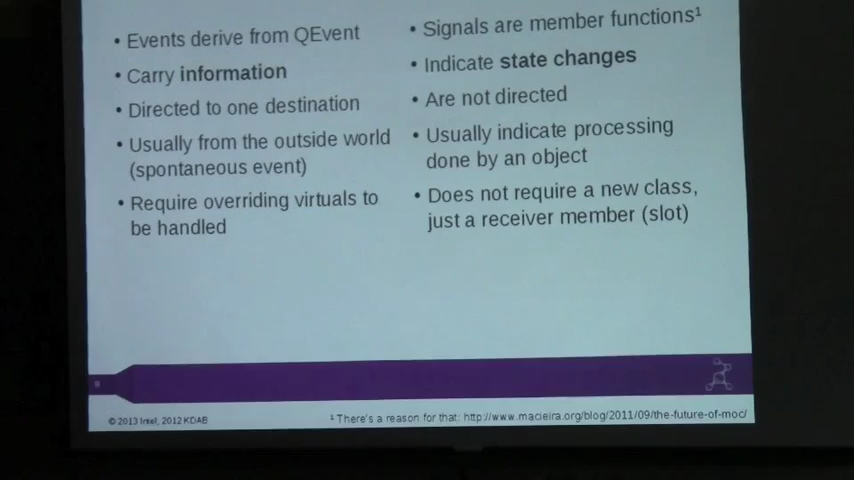 • Events derive from QEvent
• Carry information
• Directed to one destination
• Usually from the outside world
(spontaneous event)
• Require overriding virtuals to
be handled
• Signals are member functions¹
• Indicate state changes
• Are not directed
• Usually indicate processing
done by an object
• Does not require a new class,
just a receiver member (slot)
© 2013 Intel, 2012 KDAB
¹ There's a reason for that: http://www.macieira.org/blog/2011/09/the-future-of-moc/